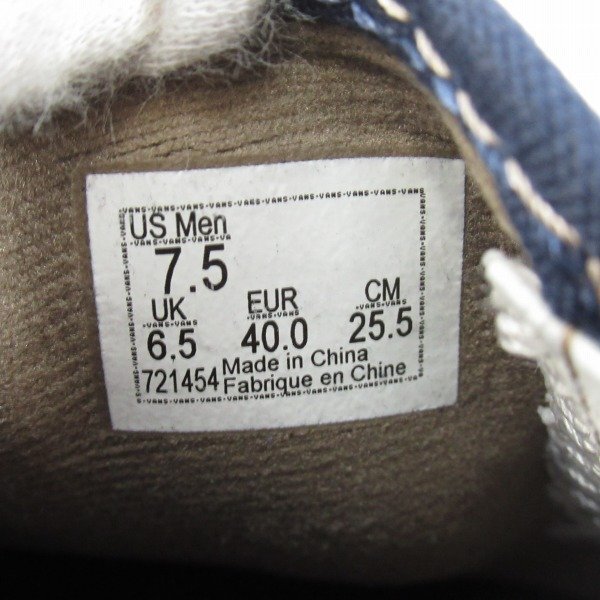 US Men
7.5
UK EUR CM
6.5 40.0 25.5
721454 Made in China
Fabrique en Chine